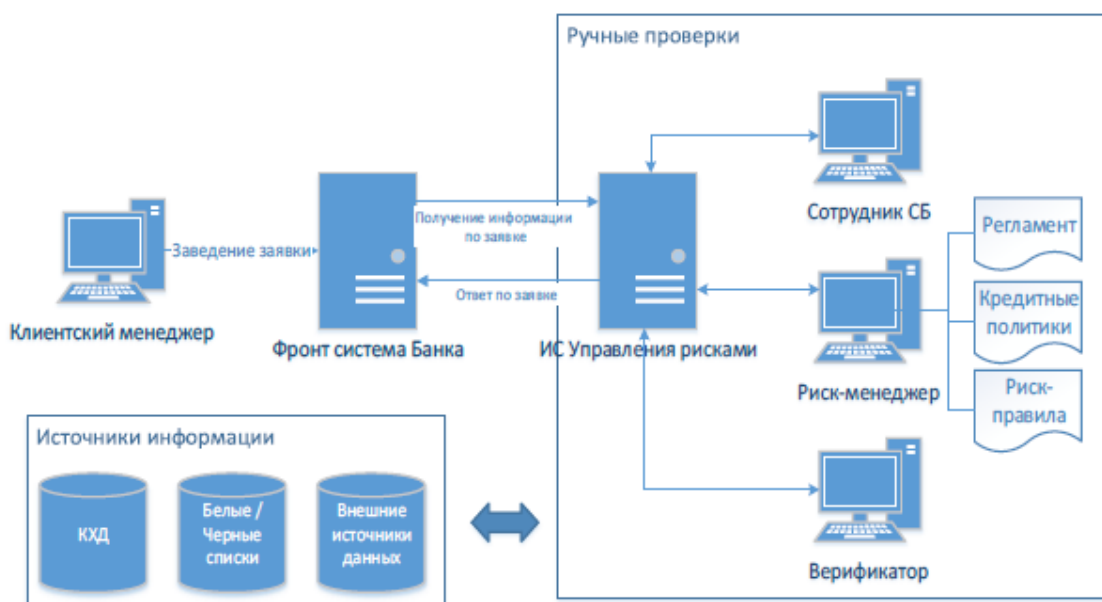 Ручные проверки
Сотрудник СБ
Регламент
Получение информации
по заявке
Заведение заявки
Ответ по заявке
Кредитные
политики
Клиентский менеджер
Фронт система Банка
ИС Управления рисками
Риск-менеджер
Риск-
правила
Источники информации
КХД
Белые /
Черные
списки
Внешние
источники
данных
Верификатор